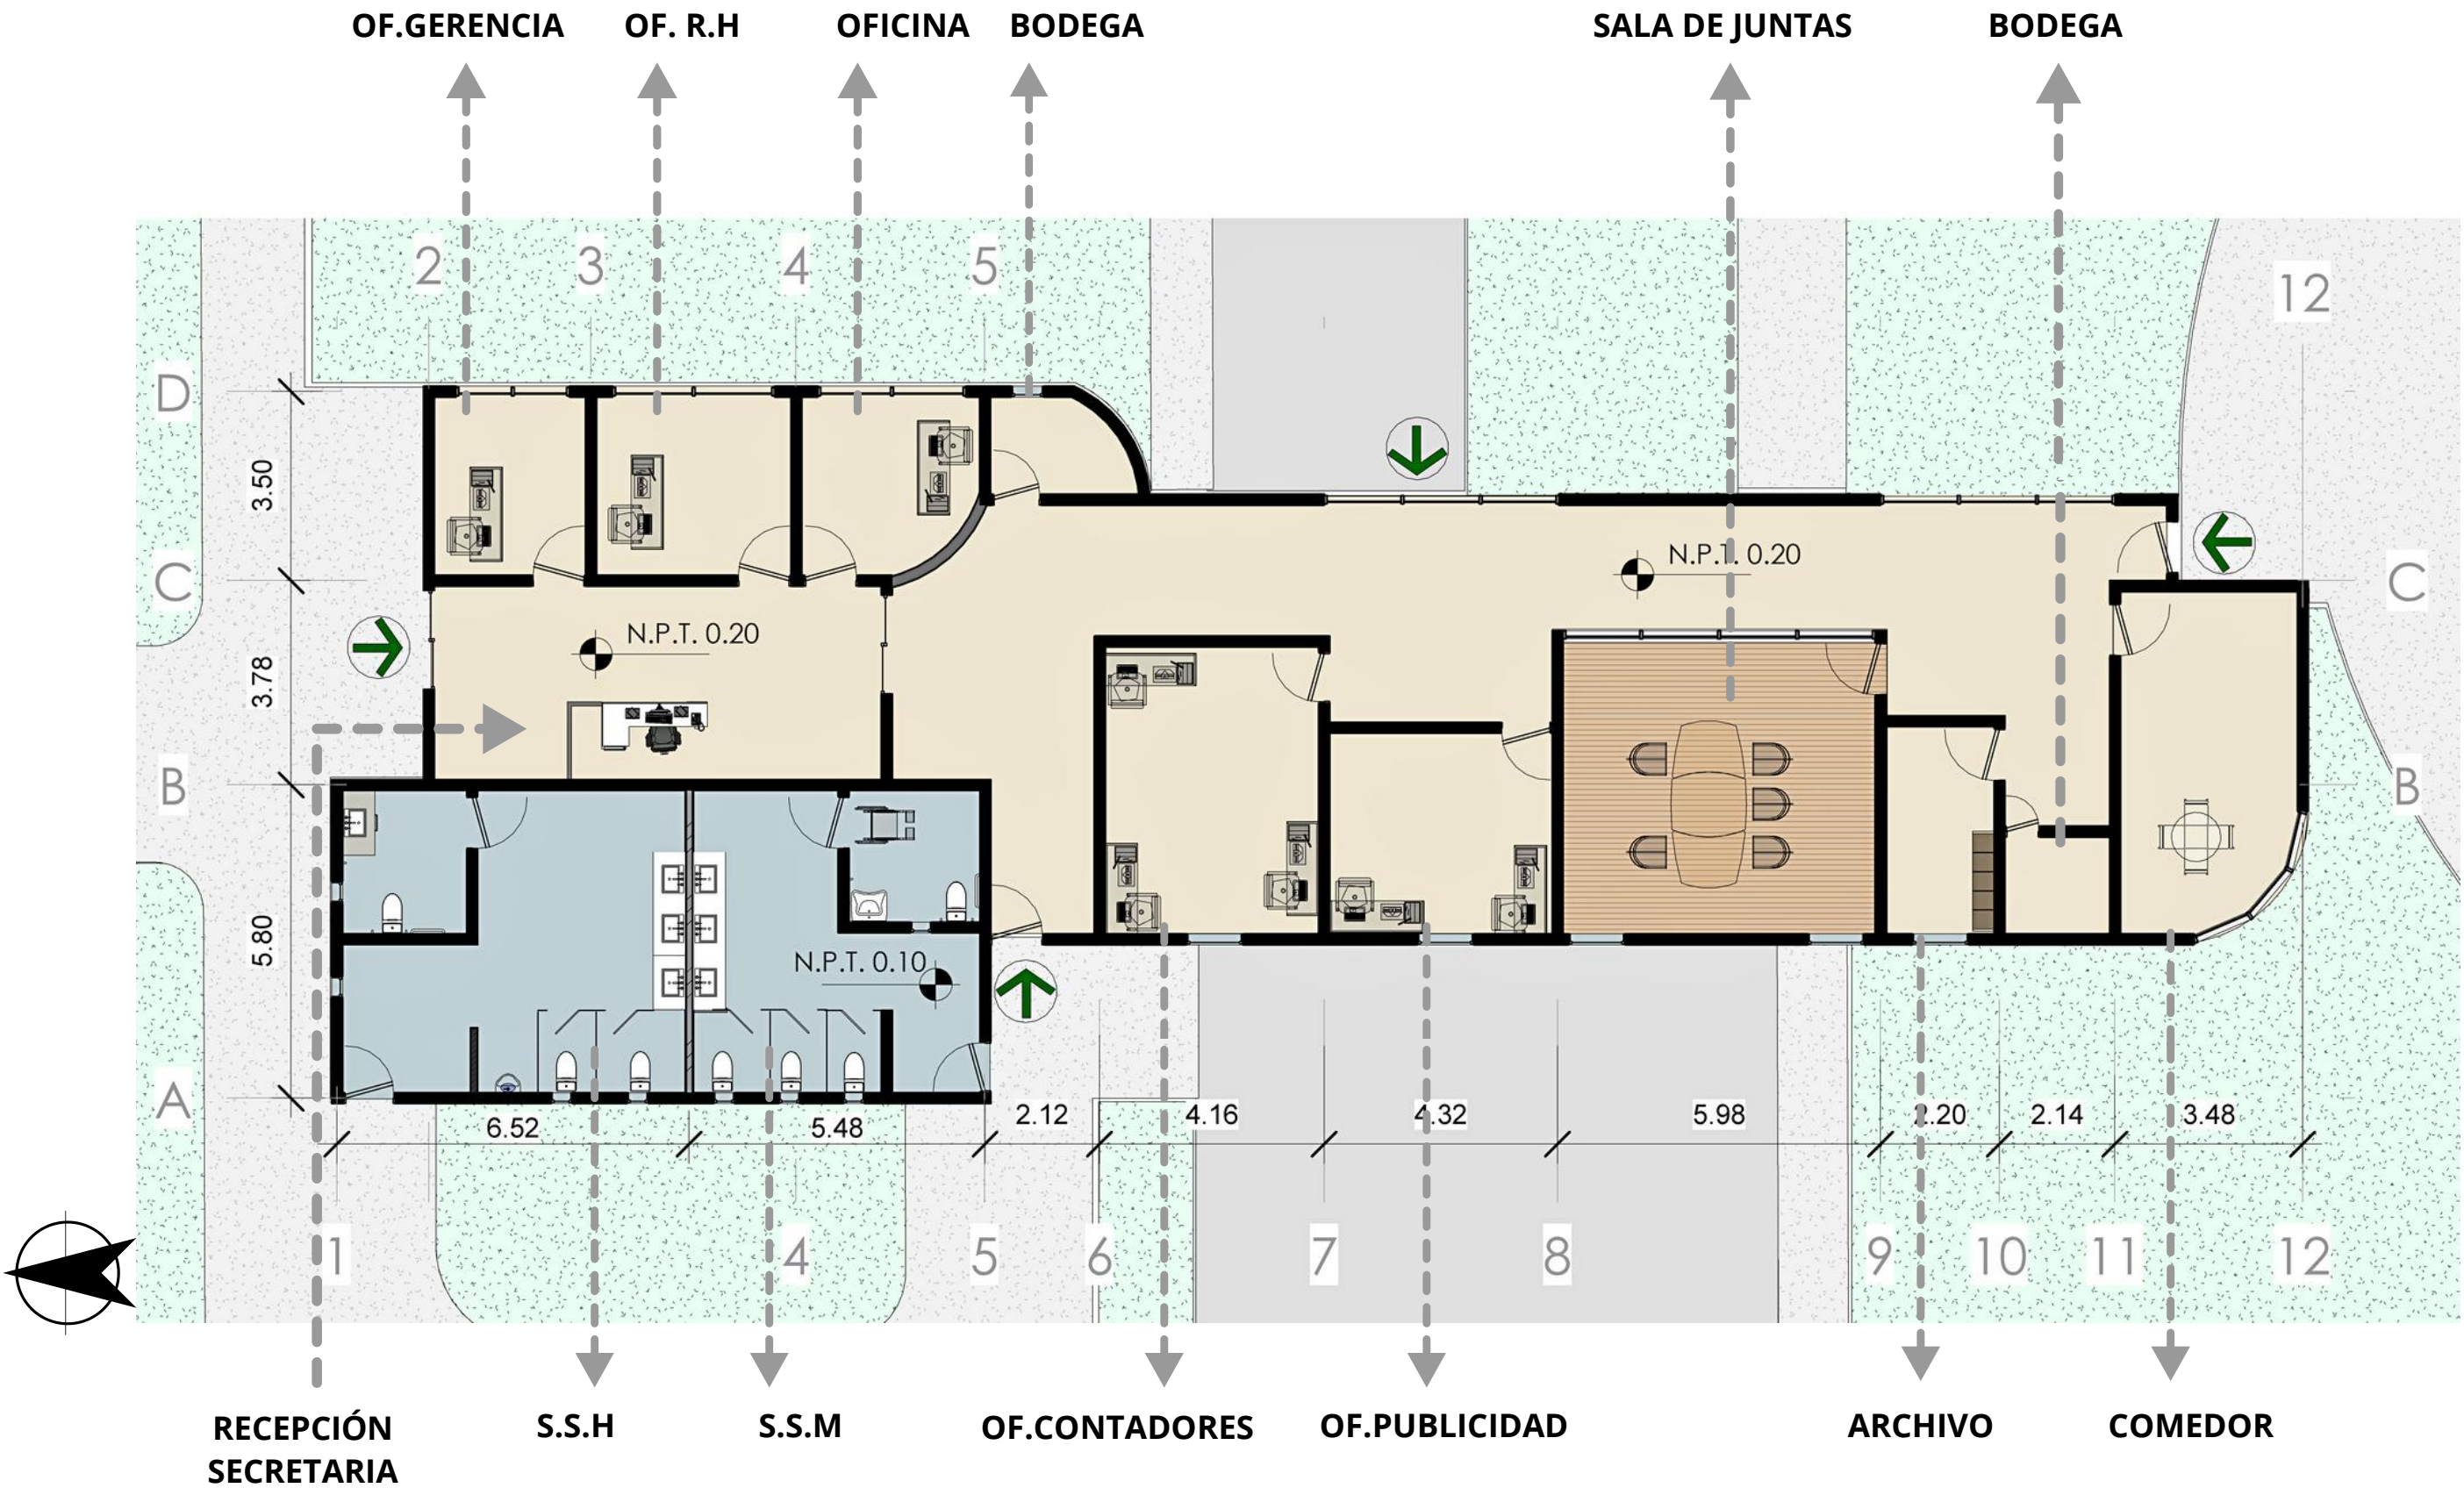 OF.GERENCIA
OF. R.H
OFICINA
BODEGA
SALA DE JUNTAS
BODEGA
2
3
4
5
12
D
3.50
C
N.P.T. 0.20
N.P.T. 0.20
C
3.78
B
B
5.80
N.P.T. 0.10
A
6.52
5.48
2.12
4.16
4.32
5.98
2.20
2.14
3.48
1
4
5
6
7
8
9
10
11
12
RECEPCIÓN
SECRETARIA
S.S.H
S.S.M
OF.CONTADORES
OF.PUBLICIDAD
ARCHIVO
COMEDOR